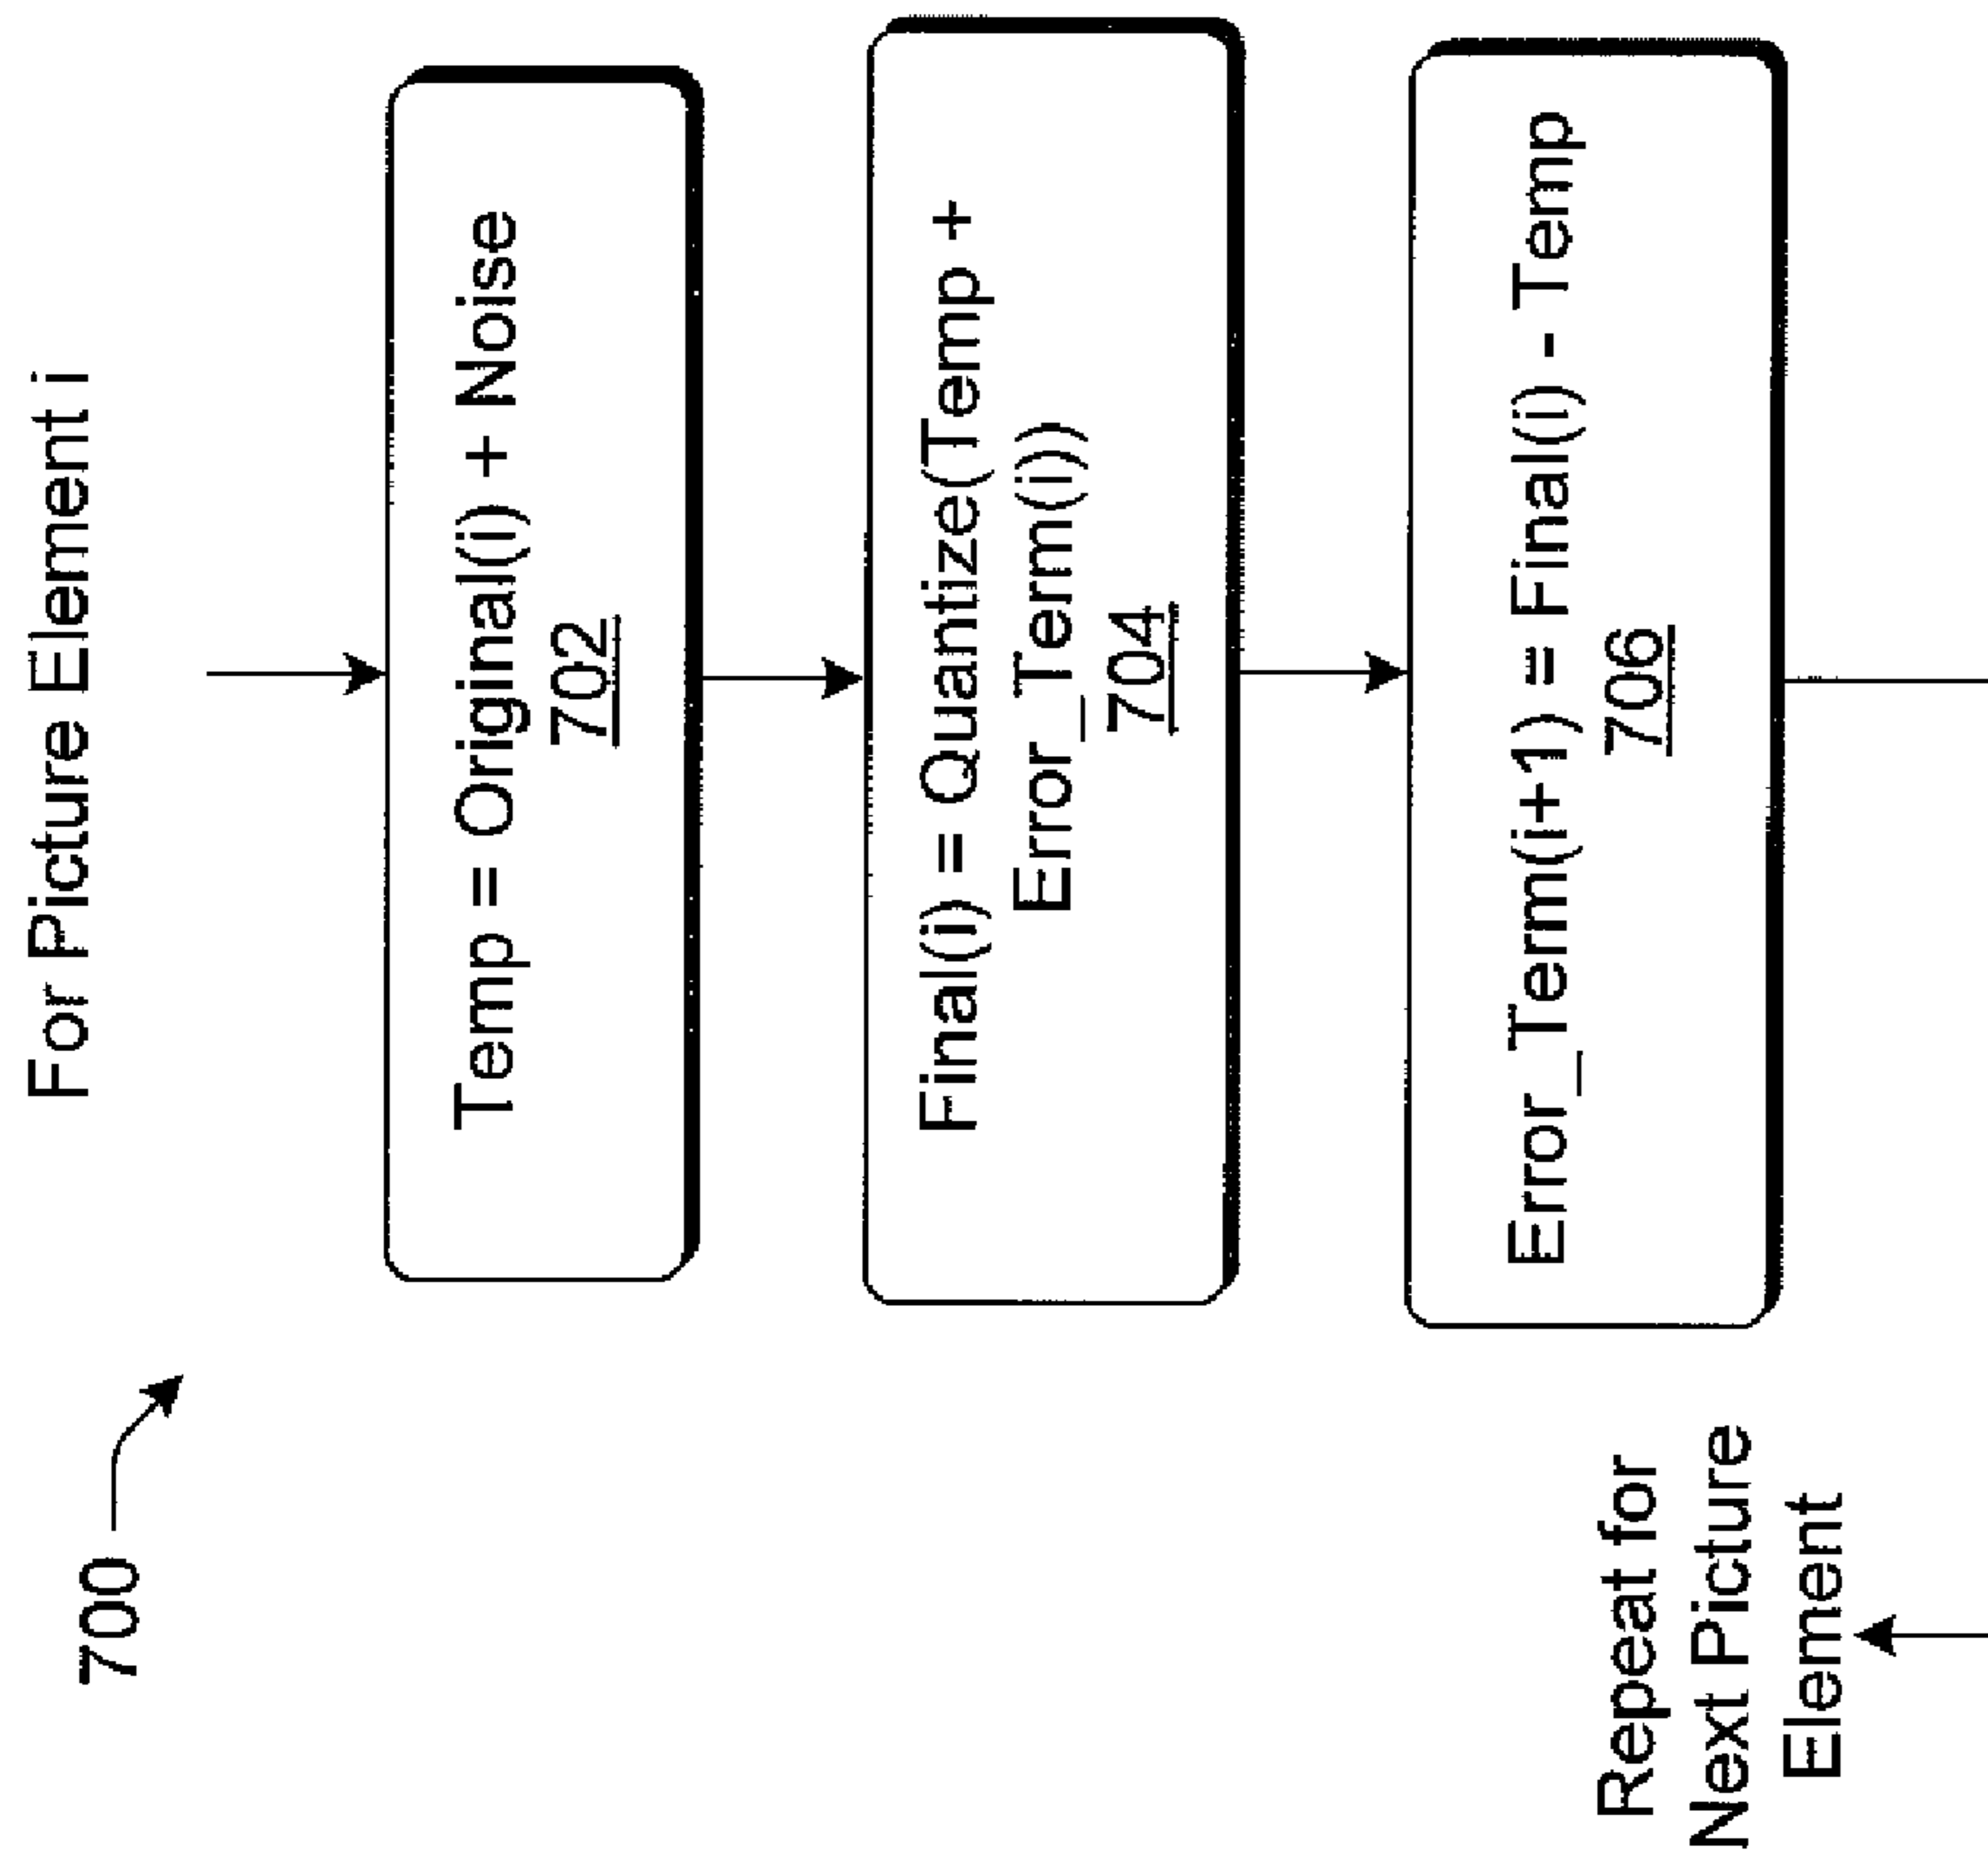 700
For Picture Element i
Temp = Original(i) + Noise
702
Final(i) = Quantize(Temp +
Error_Term(i))
704
Error_Term(i+1) = Final(i) - Temp
706
Repeat for
Next Picture
Element